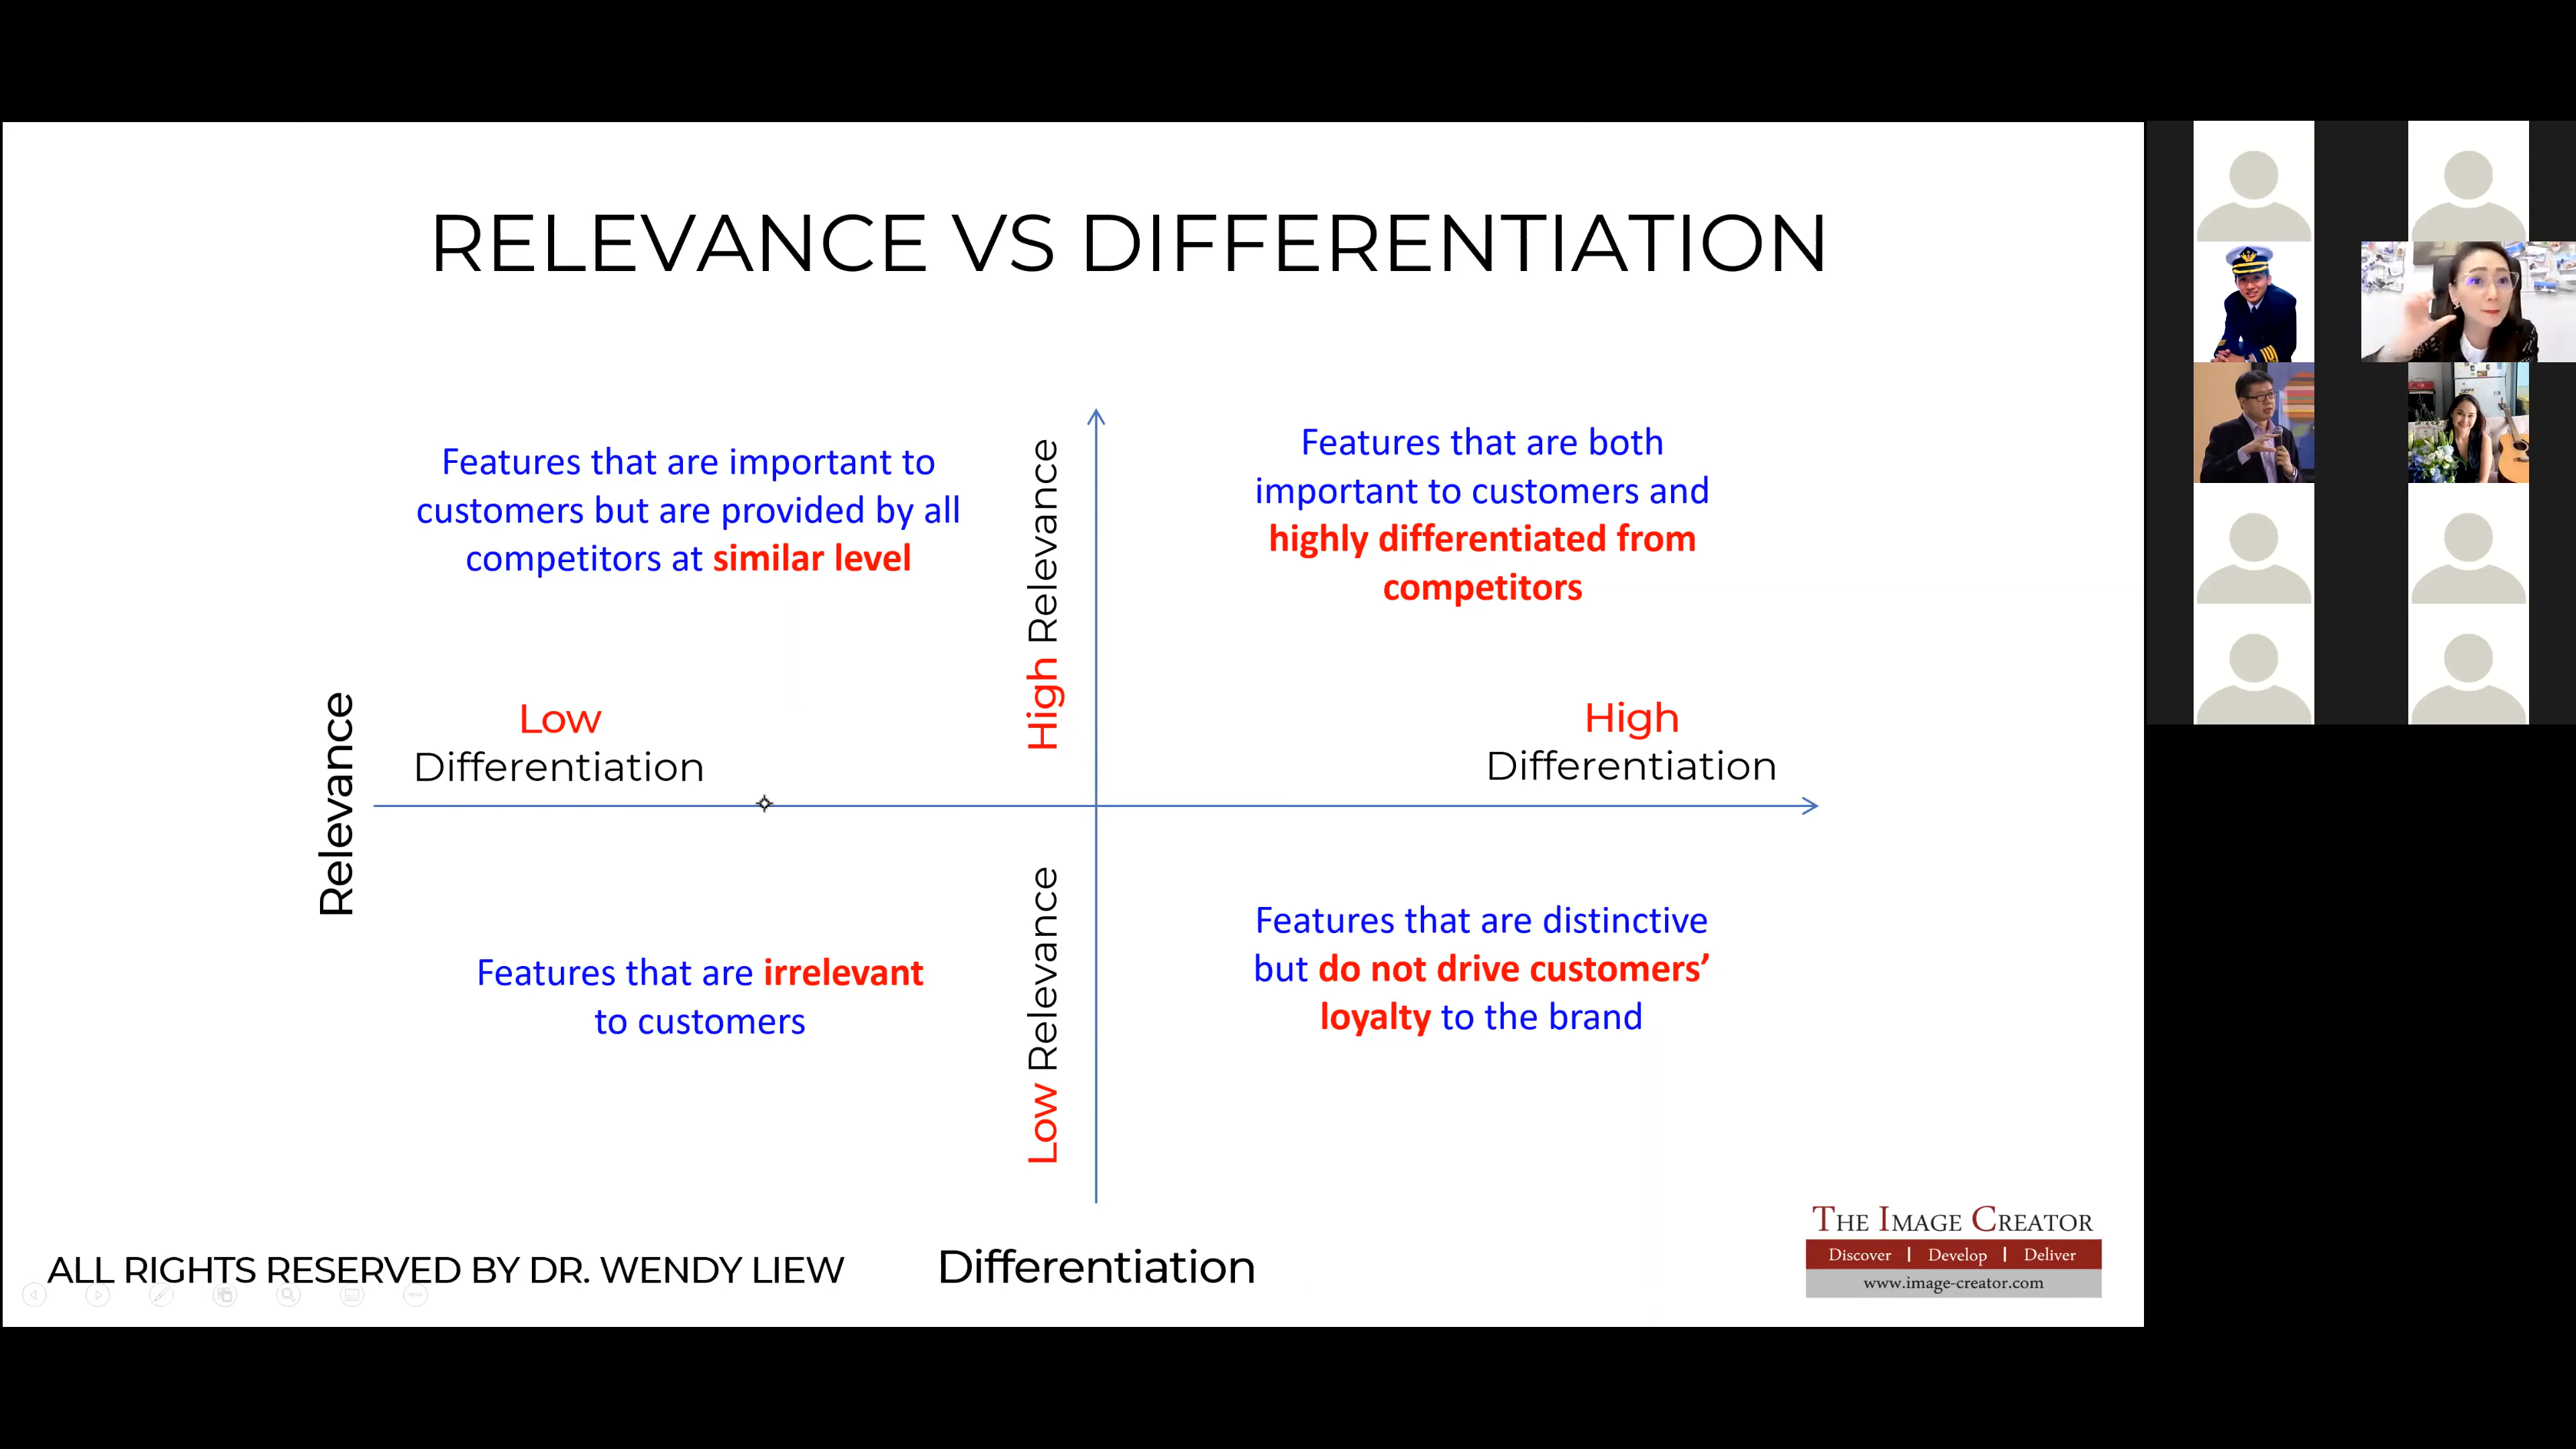 RELEVANCE VS DIFFERENTIATION
Features that are important to
customers but are provided by all
competitors at similar level
High Relevance
Features that are both
important to customers and
highly differentiated from
competitors
Relevance
Low
Differentiation
High
Differentiation
Features that are irrelevant
to customers
Low Relevance
Features that are distinctive
but do not drive customers’
loyalty to the brand
ALL RIGHTS RESERVED BY DR. WENDY LIEW
Differentiation
THE IMAGE CREATOR
Discover | Develop | Deliver
www.image-creator.com